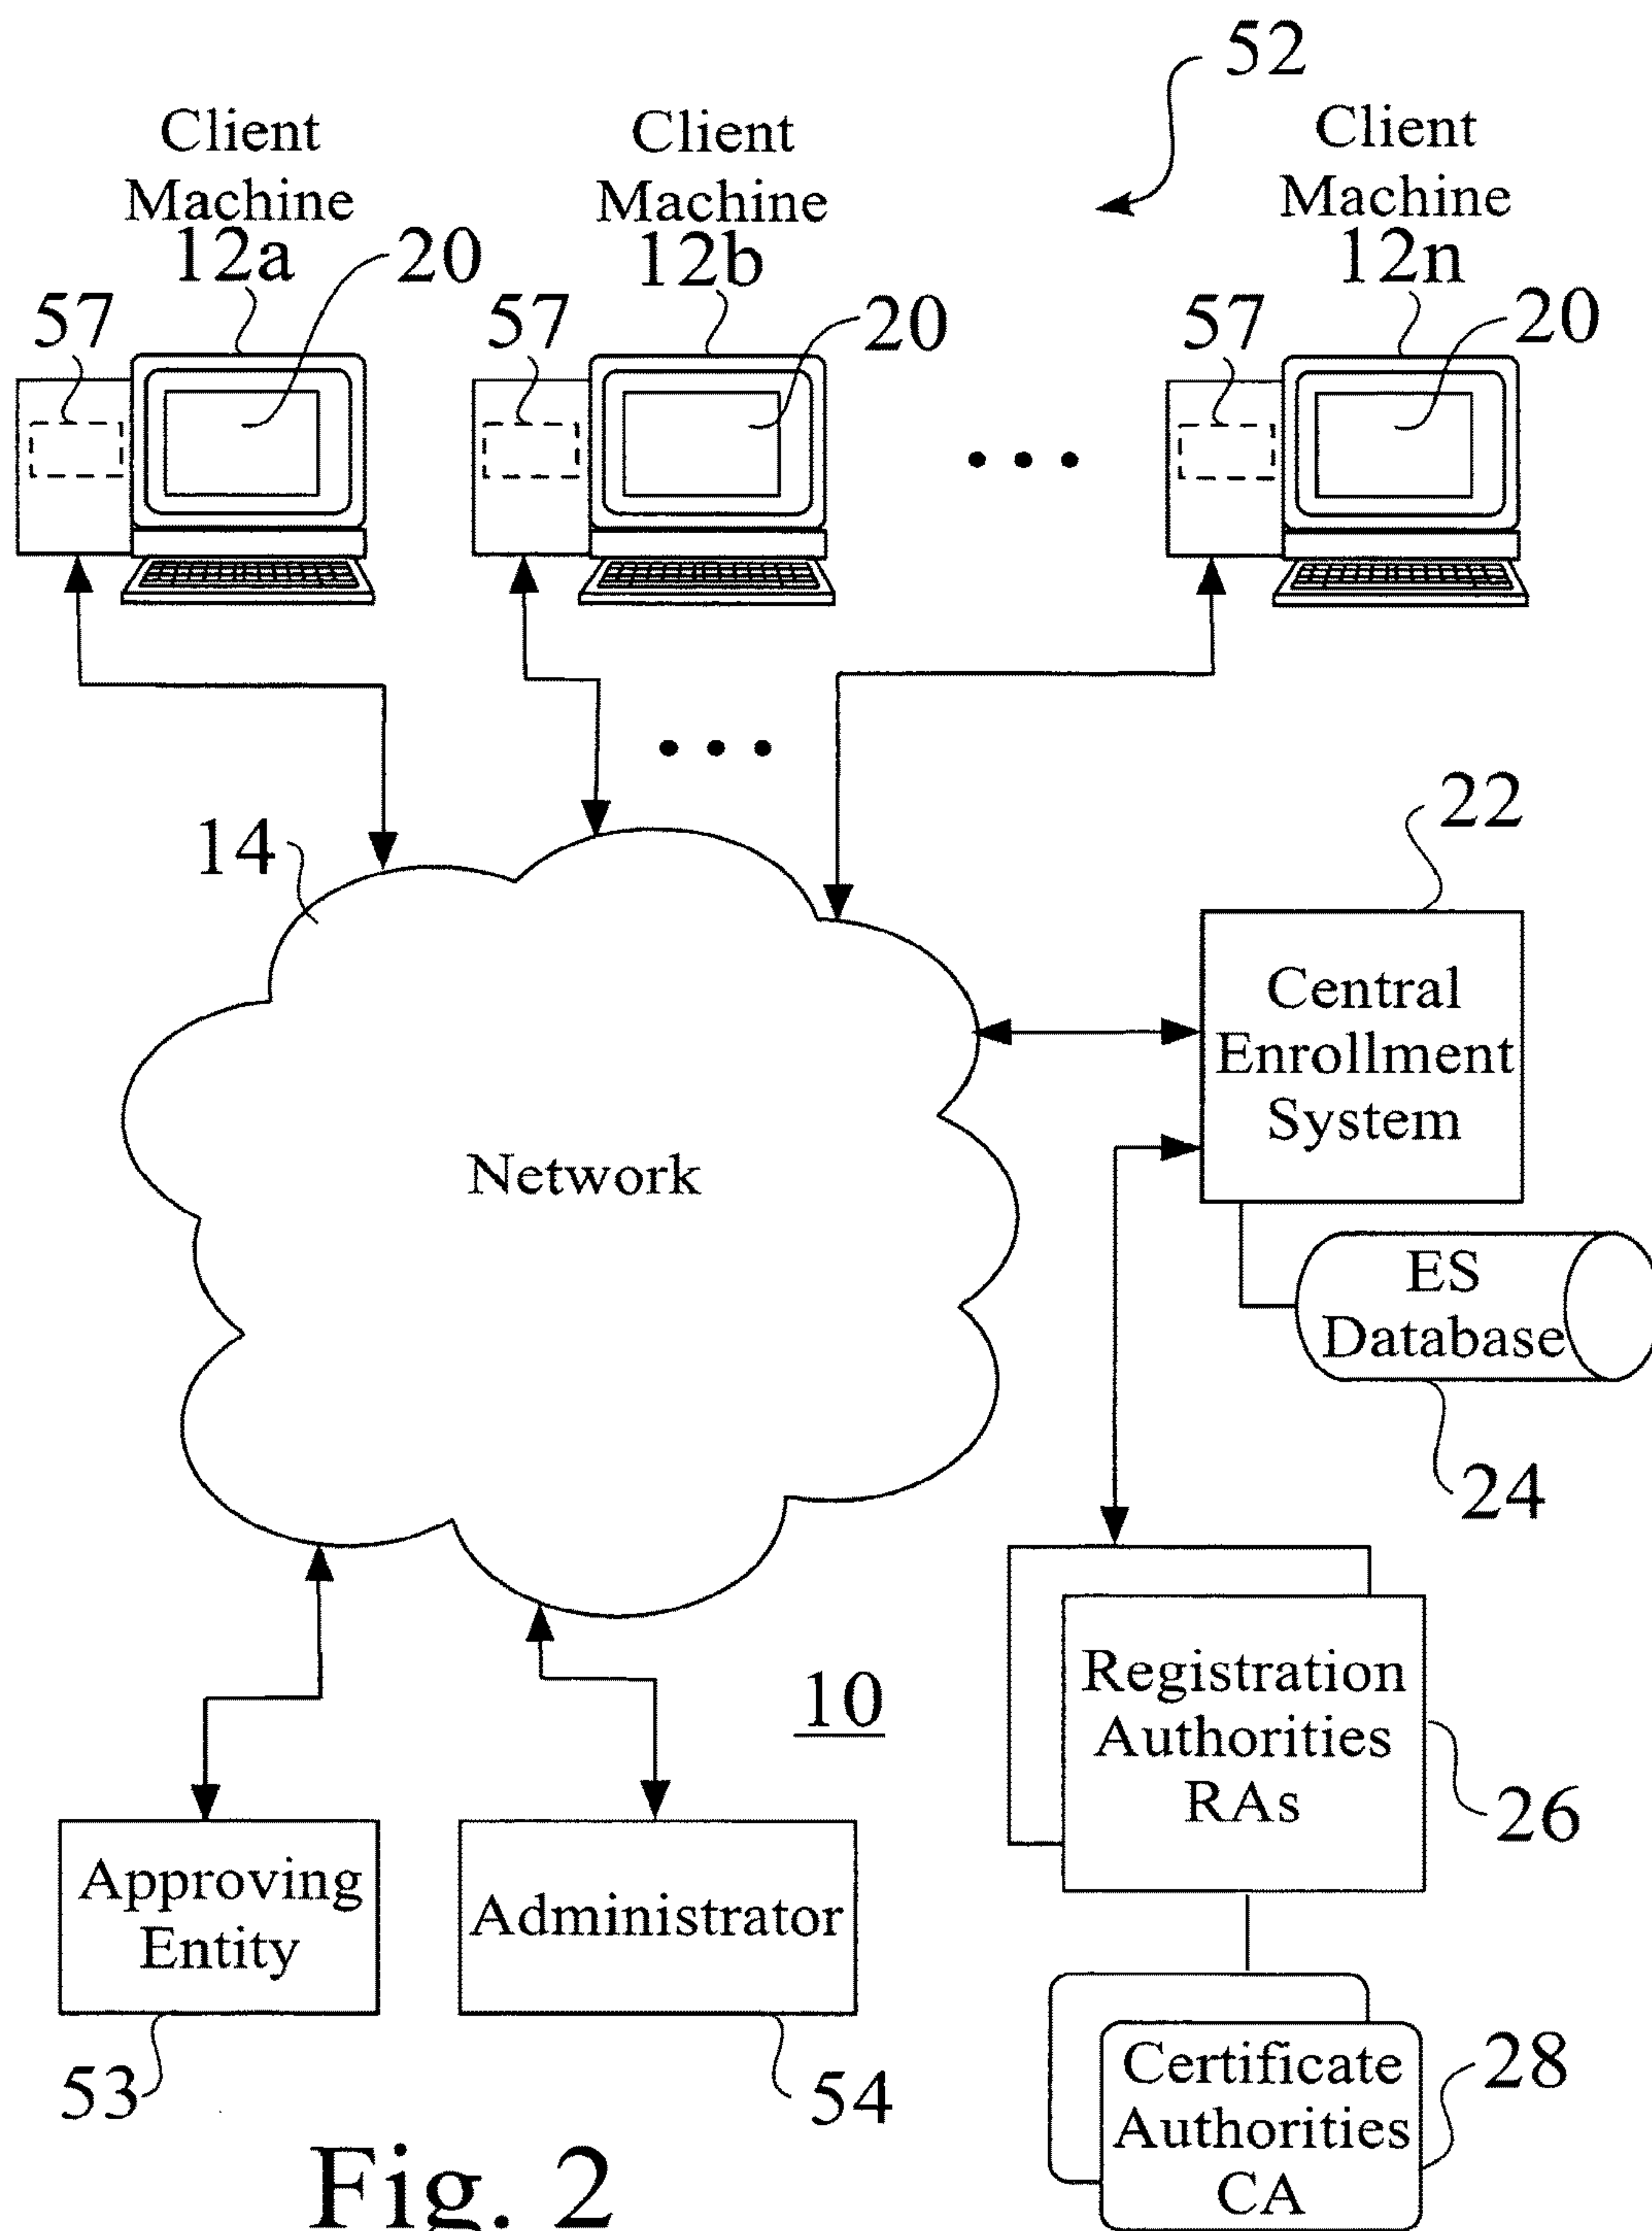 52
Client
Machine
12a
20
57
Client
Machine
12b
20
57
Client
Machine
12n
20
57
14
Network
22
Central
Enrollment
System
ES
Database
24
Registration
Authorities
RAs
26
10
Approving
Entity
53
Administrator
54
Certificate
Authorities
CA
28
Fig. 2